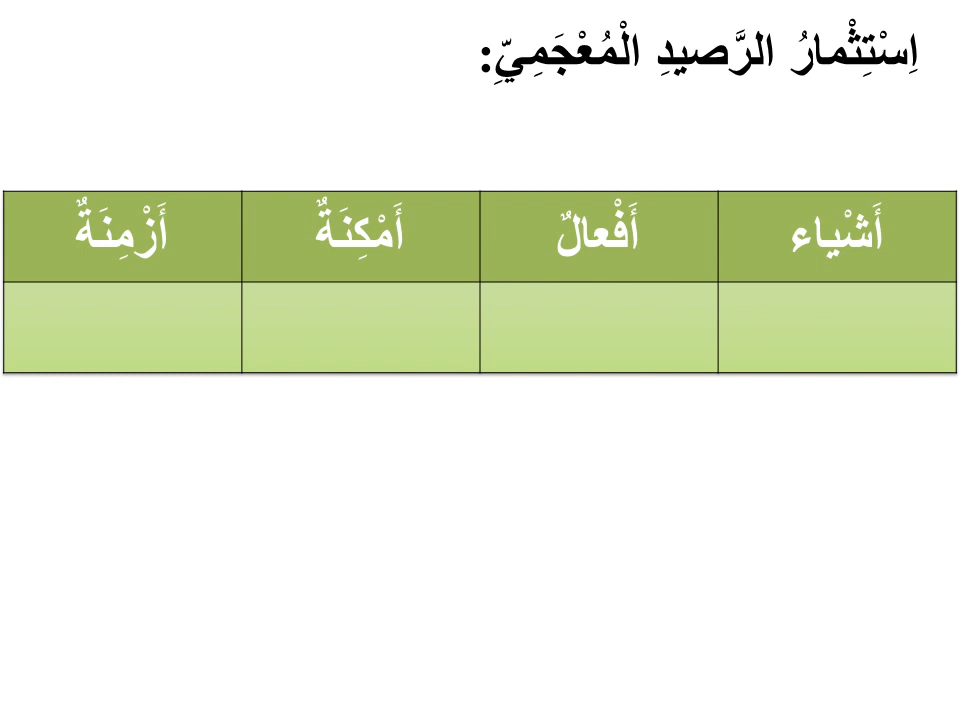 اِسْتِثْمارُ الرَّصيدِ الْمُعْجَمِيِّ:
أَشْياء أَفْعالٌ أَمْكِنَةٌ أَزْمِنَةٌ